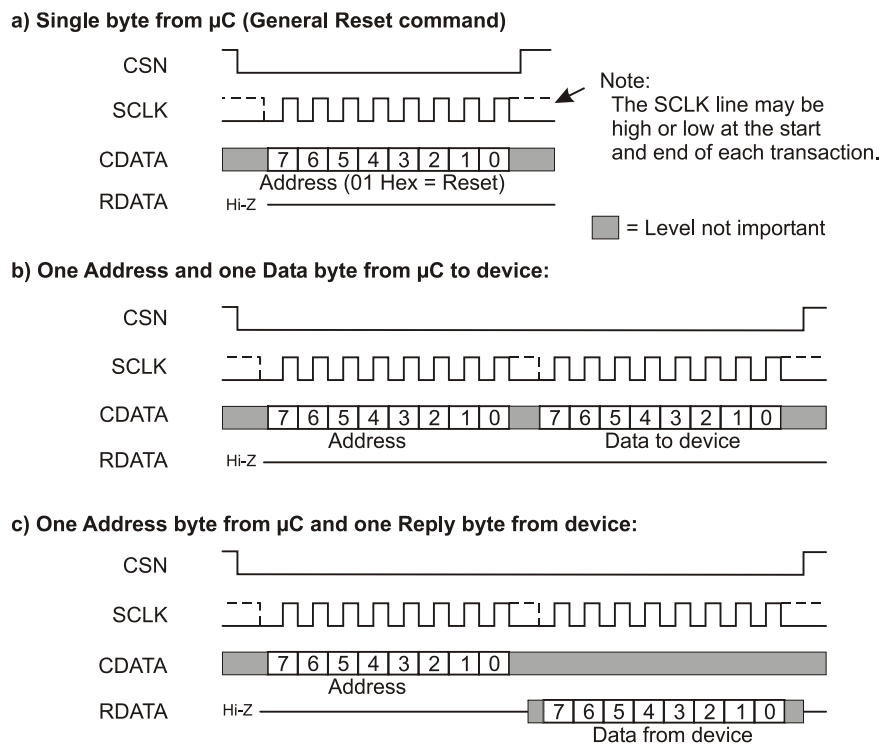 a) Single byte from µC (General Reset command)
CSN
SCLK
Note:
The SCLK line may be
high or low at the start
and end of each transaction.
CDATA 7 6 5 4 3 2 1 0
Address (01 Hex = Reset)
RDATA Hi-Z
= Level not important
b) One Address and one Data byte from µC to device:
CSN
SCLK
CDATA 7 6 5 4 3 2 1 0 7 6 5 4 3 2 1 0
Address Data to device
RDATA Hi-Z
c) One Address byte from µC and one Reply byte from device:
CSN
SCLK
CDATA 7 6 5 4 3 2 1 0
Address
RDATA Hi-Z 7 6 5 4 3 2 1 0
Data from device